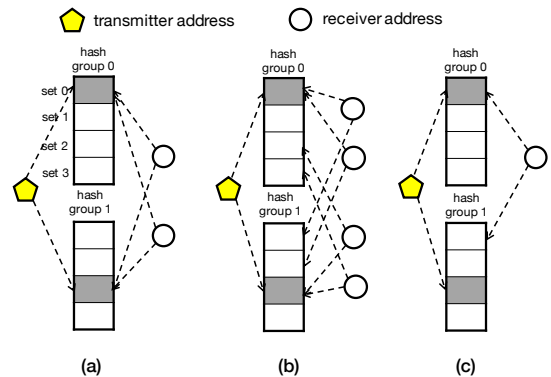 transmitter address
receiver address
hash
group 0
hash
group 0
hash
group 0
set 0
set 1
set 2
set 3
hash
group 1
hash
group 1
hash
group 1
(a)
(b)
(c)